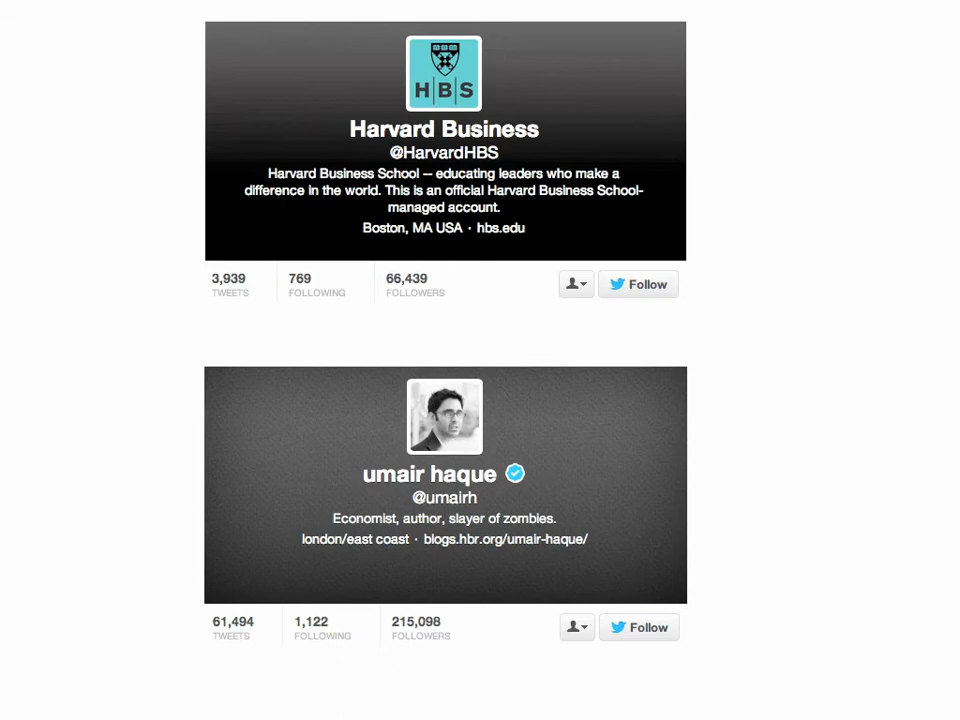 H|B|S
Harvard Business
@HarvardHBS
Harvard Business School -- educating leaders who make a
difference in the world. This is an official Harvard Business School-
managed account.
Boston, MA USA · hbs.edu
3,939
TWEETS
769
FOLLOWING
66,439
FOLLOWERS
Follow
umair haque
@umairh
Economist, author, slayer of zombies.
london/east coast · blogs.hbr.org/umair-haque/
61,494
TWEETS
1,122
FOLLOWING
215,098
FOLLOWERS
Follow